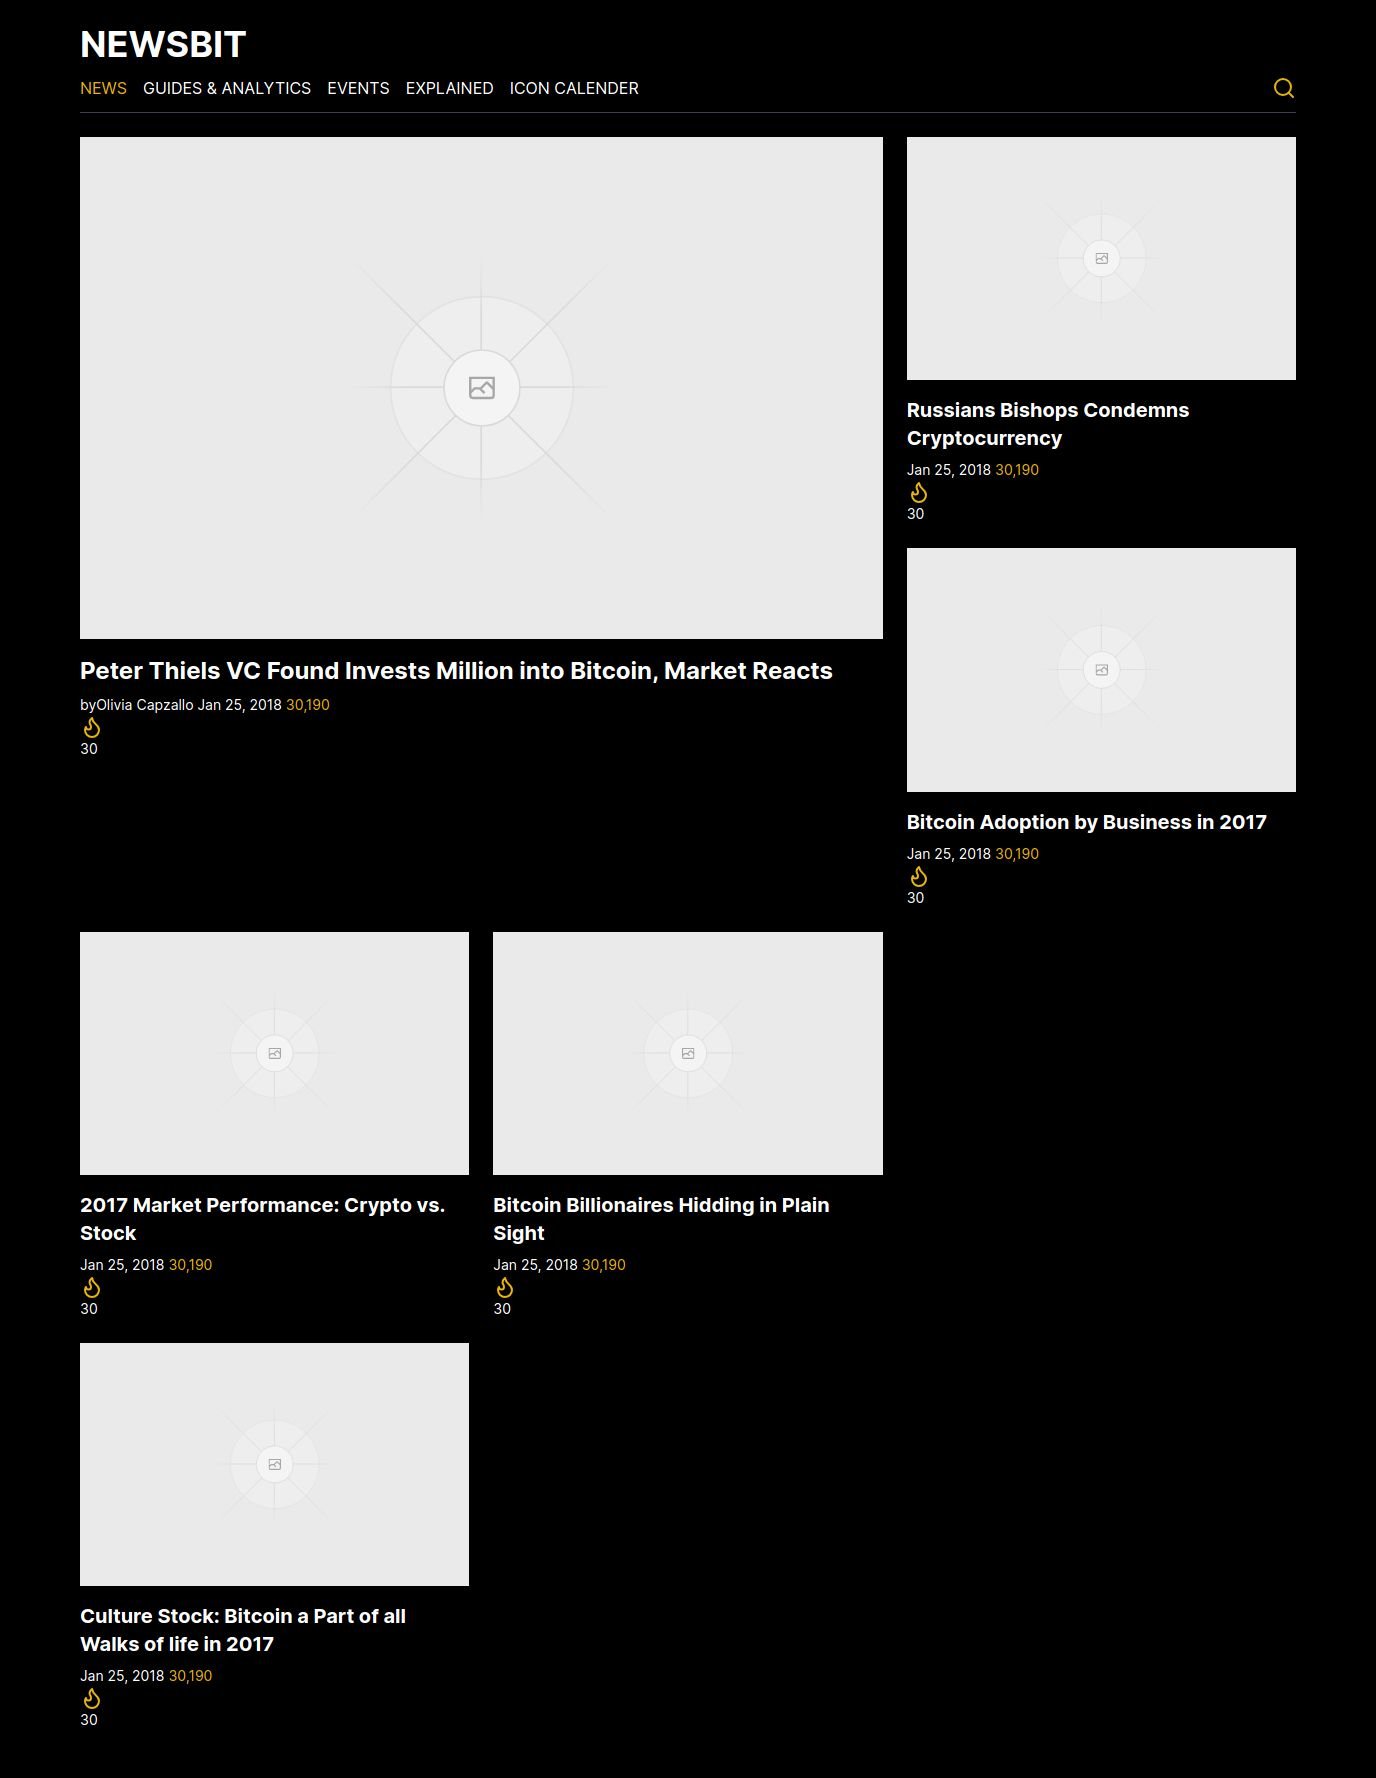 NEWSBIT
NEWS GUIDES & ANALYTICS EVENTS EXPLAINED ICON CALENDER
Peter Thiels VC Found Invests Million into Bitcoin, Market Reacts
byOlivia Capzallo Jan 25, 2018 30,190
30
Russians Bishops Condemns
Cryptocurrency
Jan 25, 2018 30,190
30
Bitcoin Adoption by Business in 2017
Jan 25, 2018 30,190
30
2017 Market Performance: Crypto vs.
Stock
Jan 25, 2018 30,190
30
Bitcoin Billionaires Hidding in Plain
Sight
Jan 25, 2018 30,190
30
Culture Stock: Bitcoin a Part of all
Walks of life in 2017
Jan 25, 2018 30,190
30